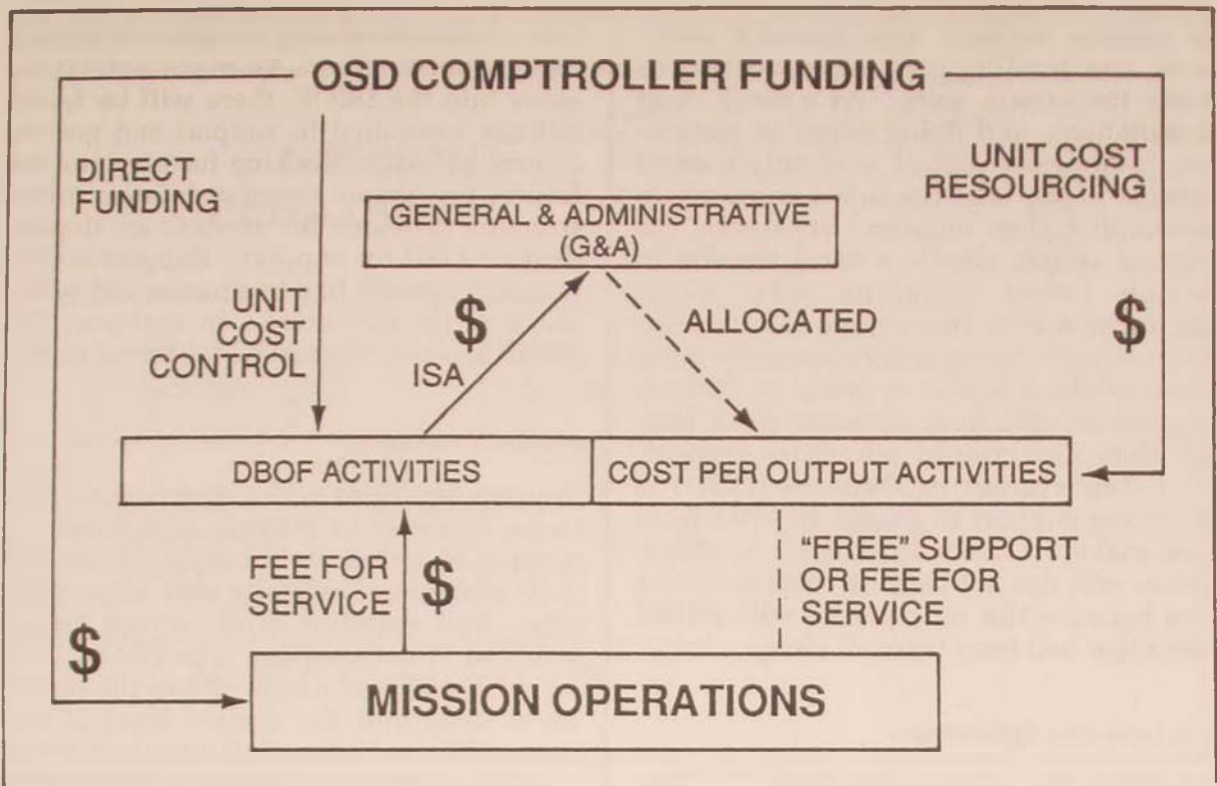 OSD COMPTROLLER FUNDING
DIRECT
FUNDING
UNIT COST
RESOURCING
GENERAL & ADMINISTRATIVE
(G&A)
UNIT
COST
CONTROL
$
ALLOCATED
$
ISA
DBOF ACTIVITIES
COST PER OUTPUT ACTIVITIES
FEE FOR
SERVICE
$
"FREE" SUPPORT
OR FEE FOR
SERVICE
$
MISSION OPERATIONS